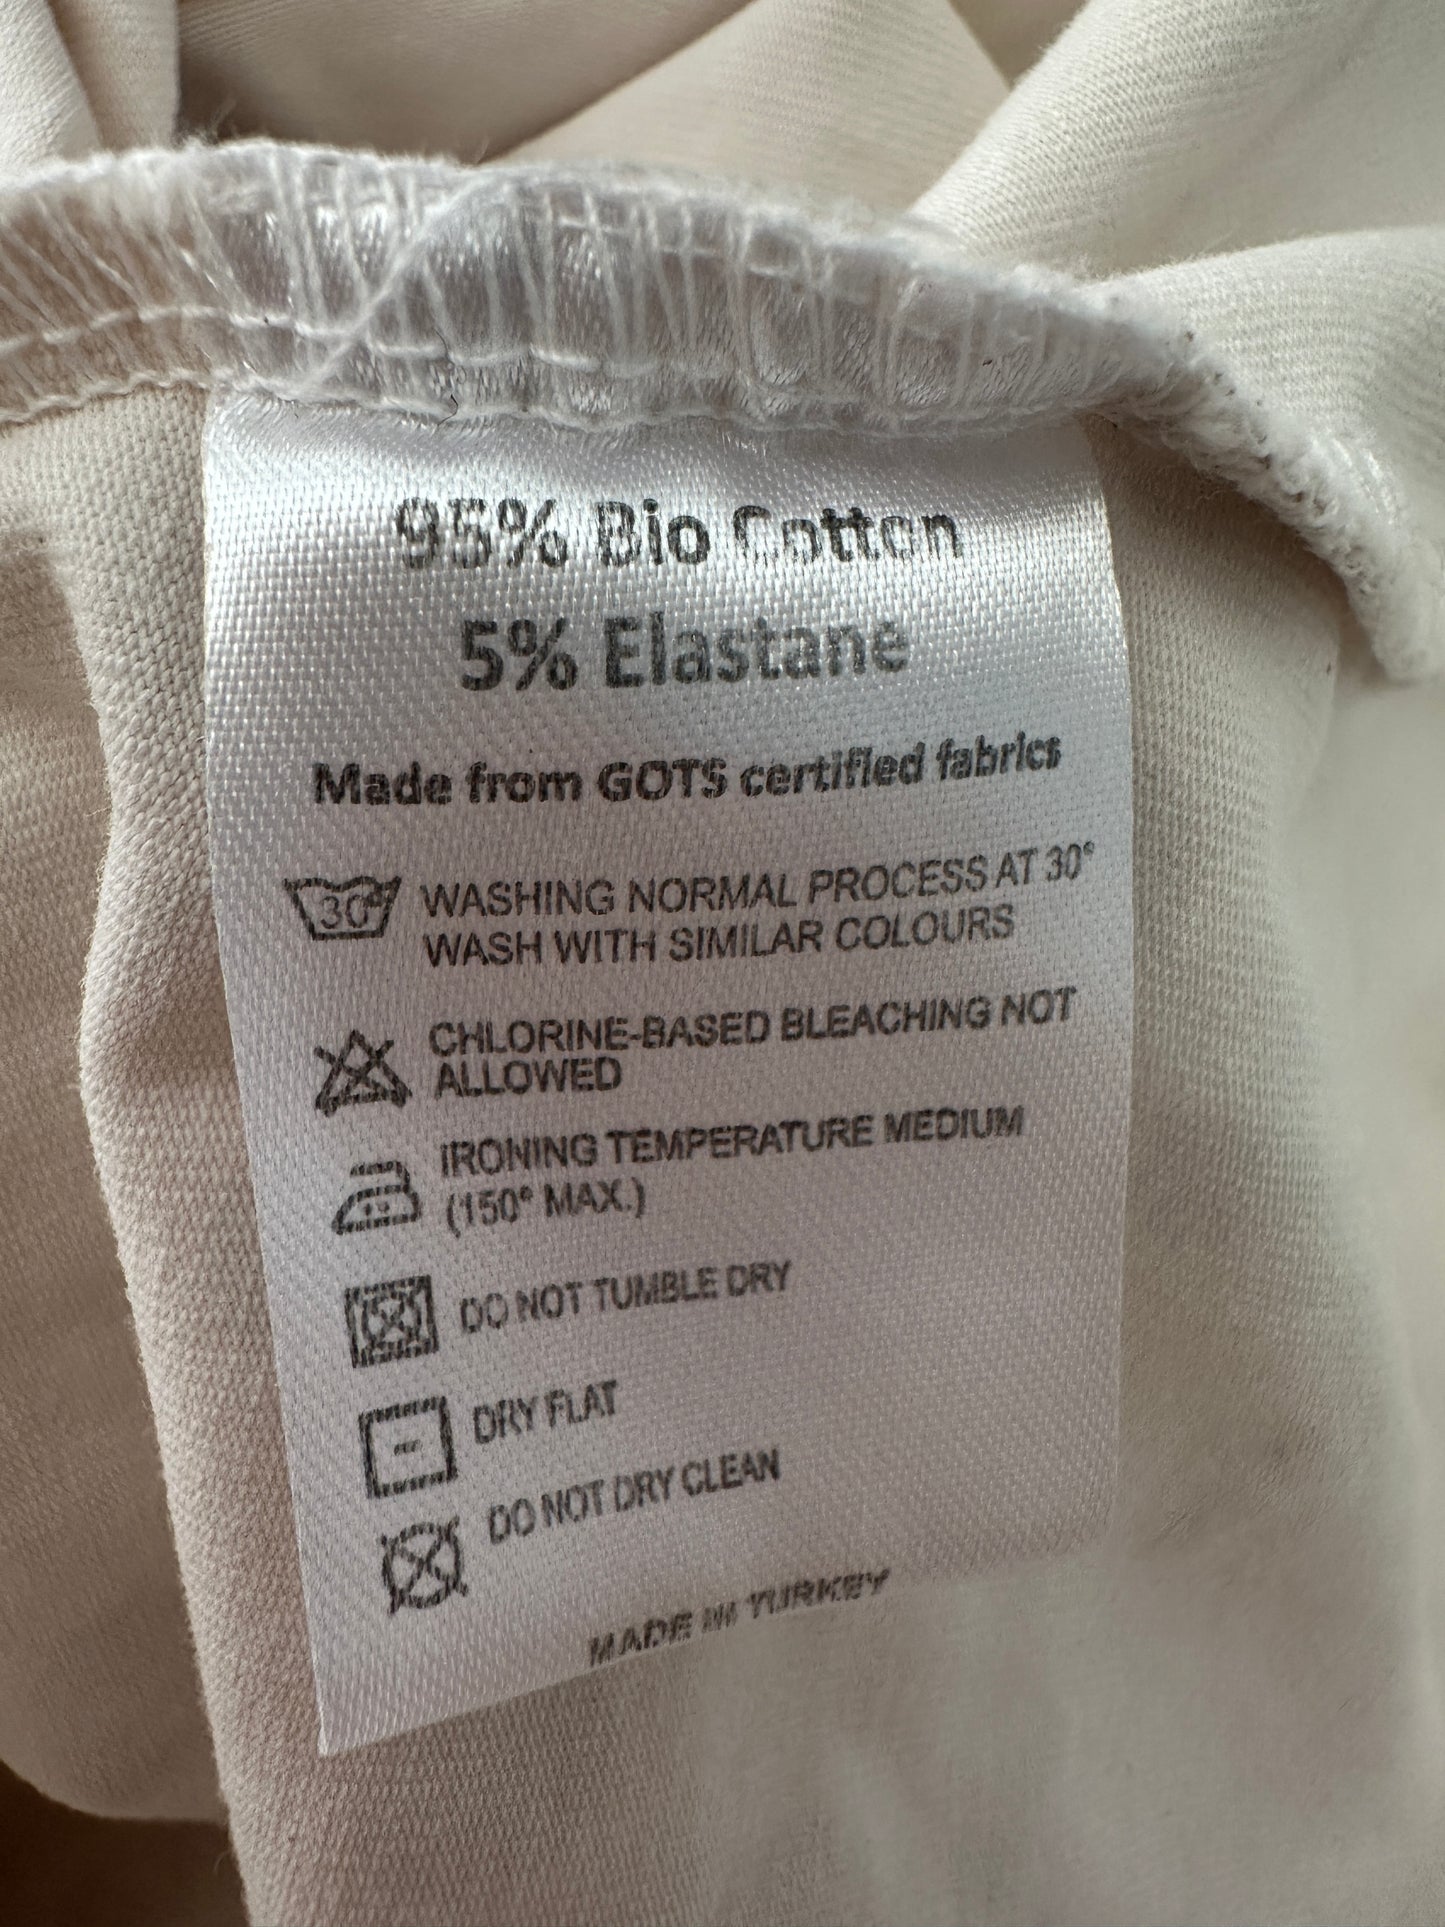 95% Bio Cotton
5% Elastane
Made from GOTS certified fabrics
30°
WASHING NORMAL PROCESS AT 30°
WASH WITH SIMILAR COLOURS
CHLORINE-BASED BLEACHING NOT
ALLOWED
IRONING TEMPERATURE MEDIUM
(150° MAX.)
DO NOT TUMBLE DRY
DRY FLAT
DO NOT DRY CLEAN
MADE IN TURKEY